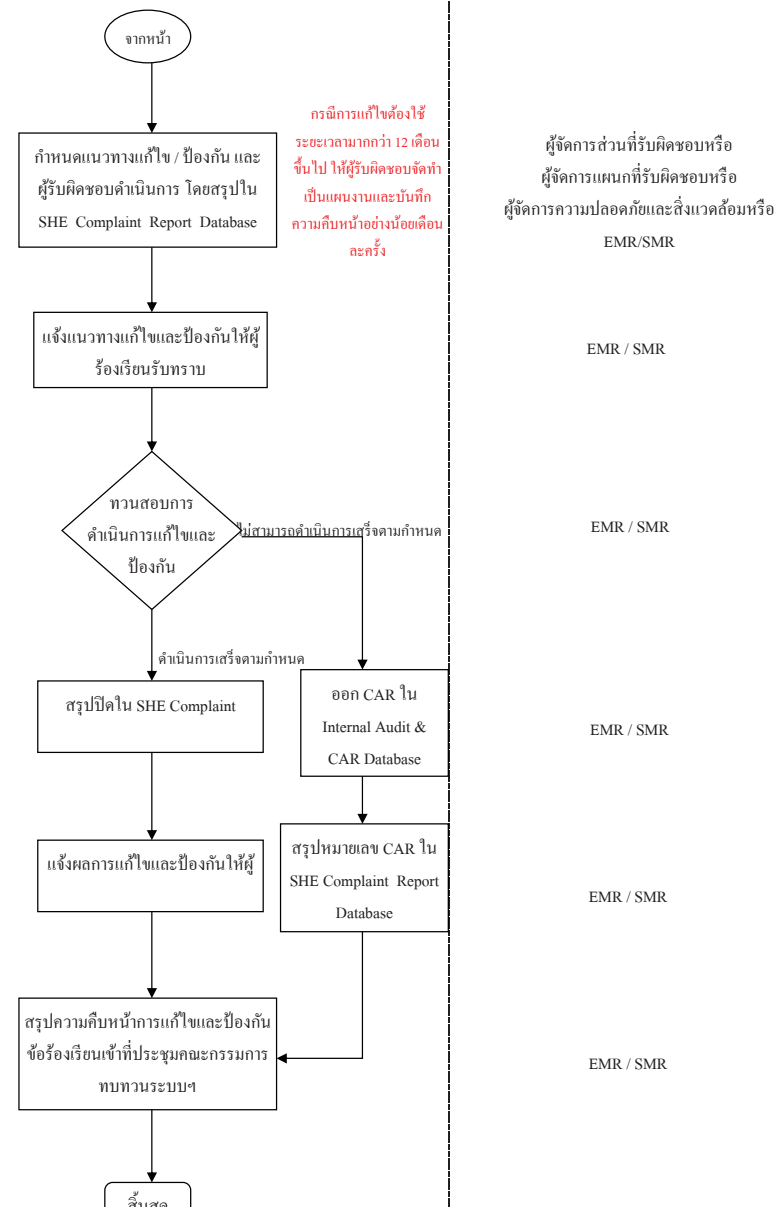 จากหน้า
กำหนดแนวทางแก้ไข / ป้องกัน และ
ผู้รับผิดชอบดำเนินการ โดยสรุปใน
SHE Complaint Report Database
กรณีการแก้ไขต้องใช้
ระยะเวลามากกว่า 12 เดือน
ขึ้นไป ให้ผู้รับผิดชอบจัดทำ
เป็นแผนงานและบันทึก
ความคืบหน้าอย่างน้อยเดือน
ละครั้ง
ผู้จัดการส่วนที่รับผิดชอบหรือ
ผู้จัดการแผนกที่รับผิดชอบหรือ
ผู้จัดการความปลอดภัยและสิ่งแวดล้อมหรือ
EMR/SMR
แจ้งแนวทางแก้ไขและป้องกันให้ผู้
ร้องเรียนรับทราบ
EMR / SMR
ทวนสอบการ
ดำเนินการแก้ไขและ
ป้องกัน
ไม่สามารถดำเนินการเสร็จตามกำหนด
EMR / SMR
ดำเนินการเสร็จตามกำหนด
สรุปปิดใน SHE Complaint
ออก CAR ใน
Internal Audit &
CAR Database
EMR / SMR
แจ้งผลการแก้ไขและป้องกันให้ผู้
สรุปหมายเลข CAR ใน
SHE Complaint Report
Database
EMR / SMR
สรุปความคืบหน้าการแก้ไขและป้องกัน
ข้อร้องเรียนเข้าที่ประชุมคณะกรรมการ
ทบทวนระบบฯ
EMR / SMR